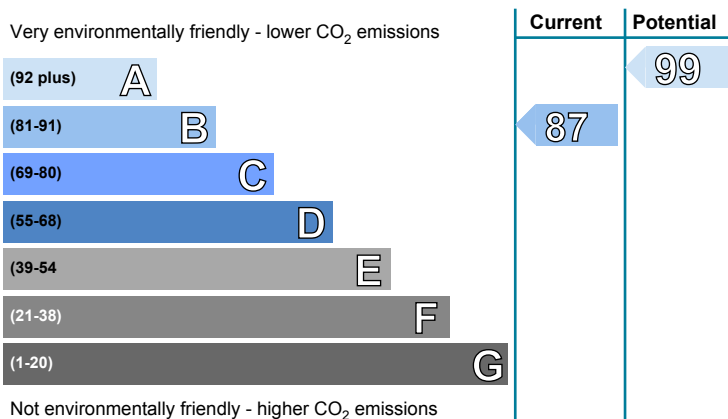 Current Potential
Very environmentally friendly - lower CO2 emissions
(92 plus) A 99
(81-91) B 87
(69-80) C
(55-68) D
(39-54 E
(21-38) F
(1-20) G
Not environmentally friendly - higher CO2 emissions